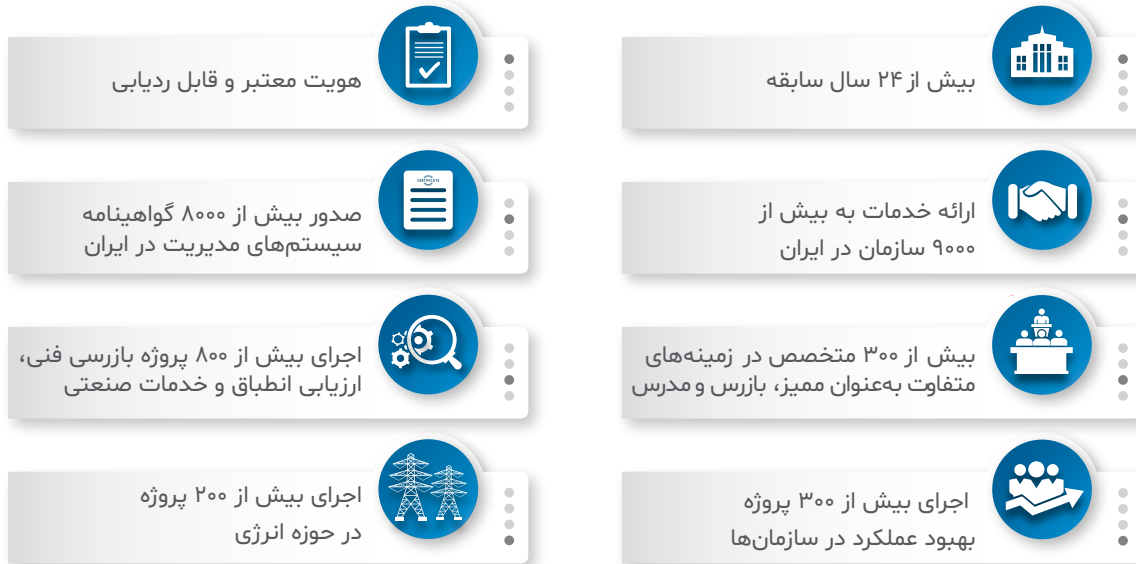 بیش از ۲۴ سال سابقه
ارائه خدمات به بیش از
۹۰۰۰ سازمان در ایران
بیش از ۳۰۰ متخصص در زمینه‌های
متفاوت به‌عنوان ممیز، بازرس و مدرس
اجرای بیش از ۳۰۰ پروژه
بهبود عملکرد در سازمان‌ها
هویت معتبر و قابل ردیابی
CERTIFICATE
صدور بیش از ۸۰۰۰ گواهینامه
سیستم‌های مدیریت در ایران
اجرای بیش از ۸۰۰ پروژه بازرسی فنی،
ارزیابی انطباق و خدمات صنعتی
اجرای بیش از ۲۰۰ پروژه
در حوزه انرژی